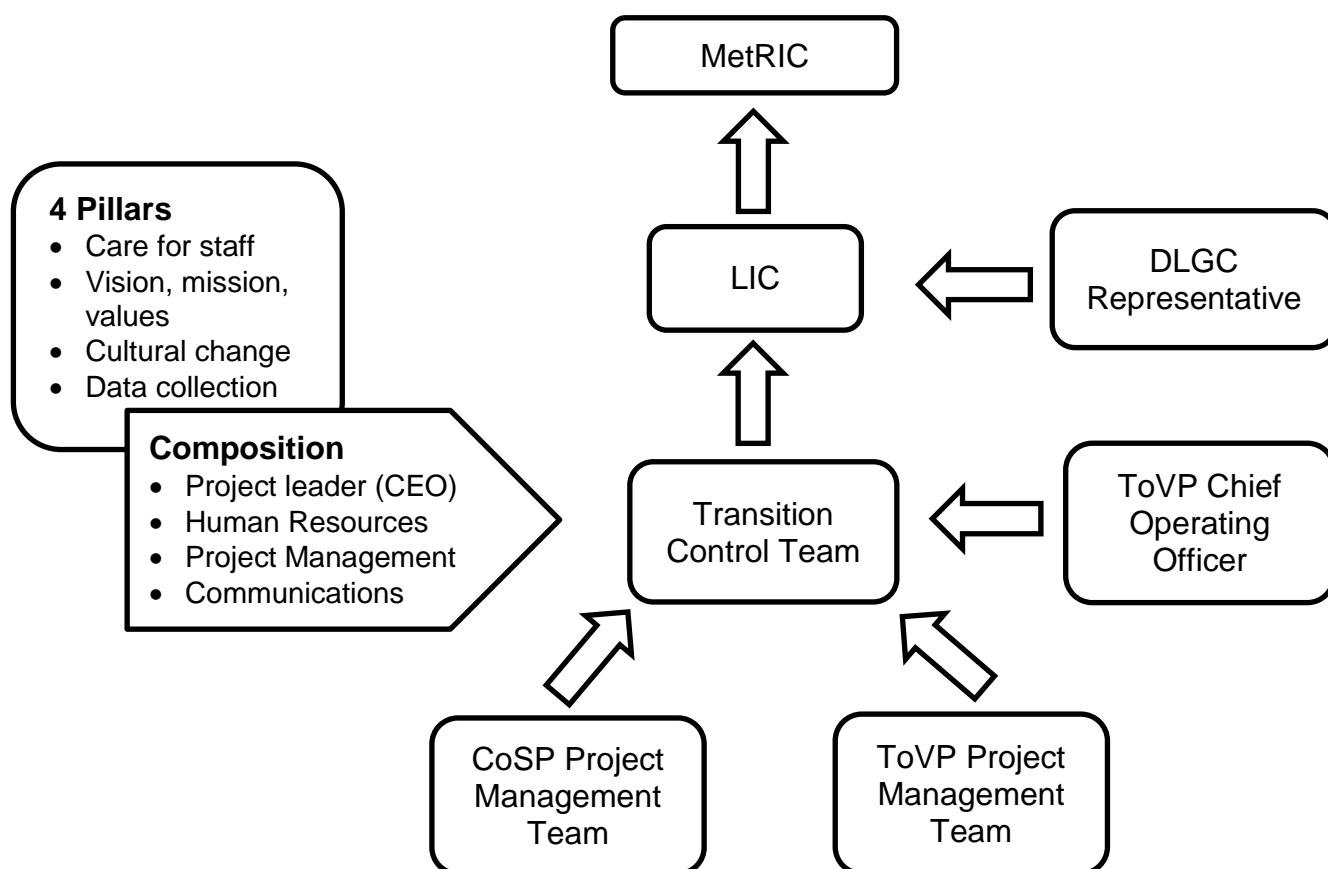 MetRIC
4 Pillars
• Care for staff
• Vision, mission,
values
• Cultural change
• Data collection
LIC
DLGC
Representative
Composition
• Project leader (CEO)
• Human Resources
• Project Management
• Communications
Transition
Control Team
ToVP Chief
Operating
Officer
CoSP Project
Management
Team
ToVP Project
Management
Team